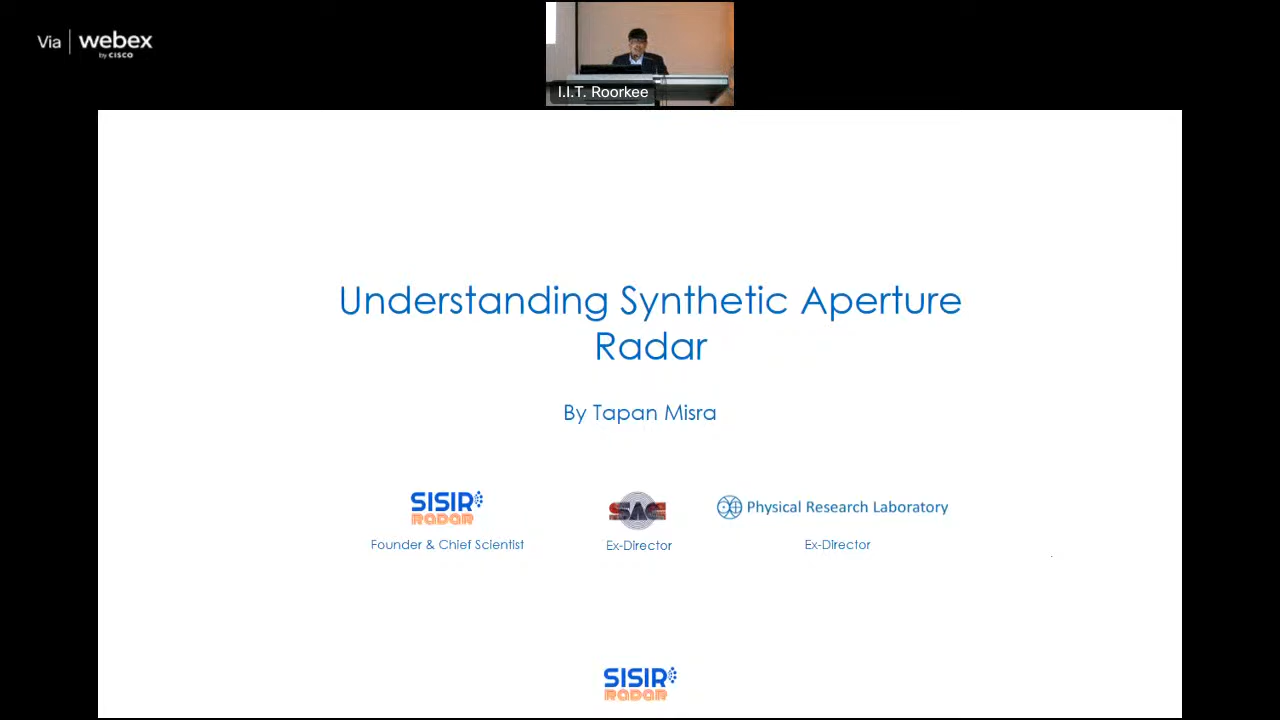 Via webex
by CISCO
I.I.T. Roorkee
Understanding Synthetic Aperture
Radar
By Tapan Misra
SISIR
RADAR
SAC
Physical Research Laboratory
Founder & Chief Scientist
Ex-Director
Ex-Director
SISIR
RADAR